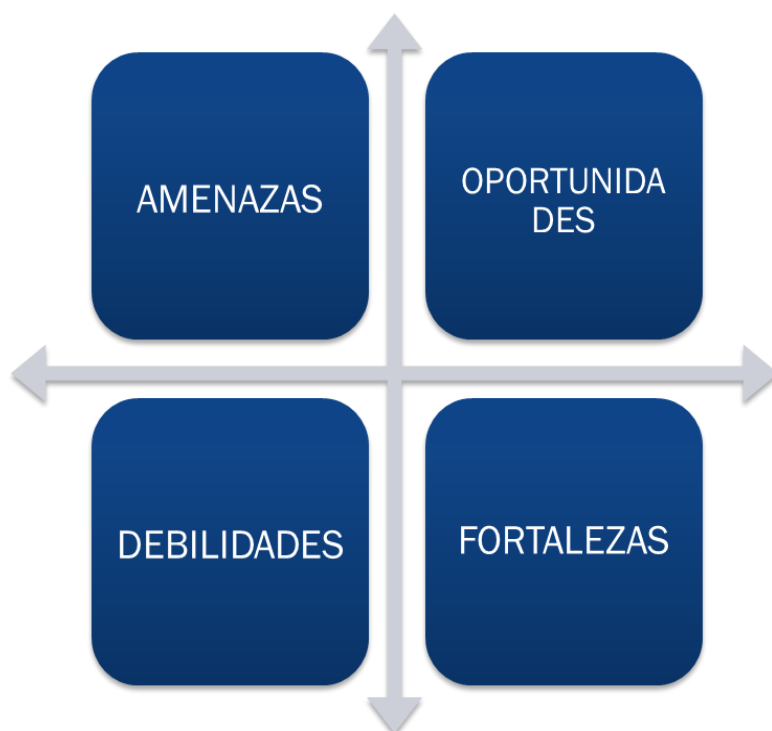 AMENAZAS
OPORTUNIDA
DES
DEBILIDADES
FORTALEZAS